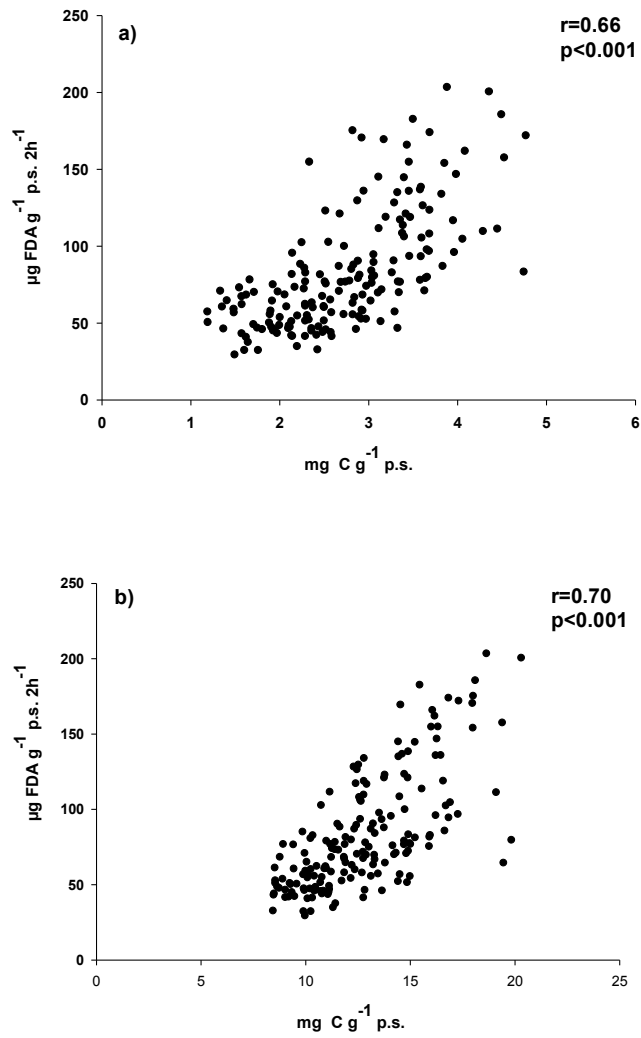 a)
r=0.66
p<0.001
250
200
150
100
50
0
µg FDA g⁻¹ p.s. 2h⁻¹
0 1 2 3 4 5 6
mg C g⁻¹ p.s.
b)
r=0.70
p<0.001
250
200
150
100
50
0
µg FDA g⁻¹ p.s. 2h⁻¹
0 5 10 15 20 25
mg C g⁻¹ p.s.